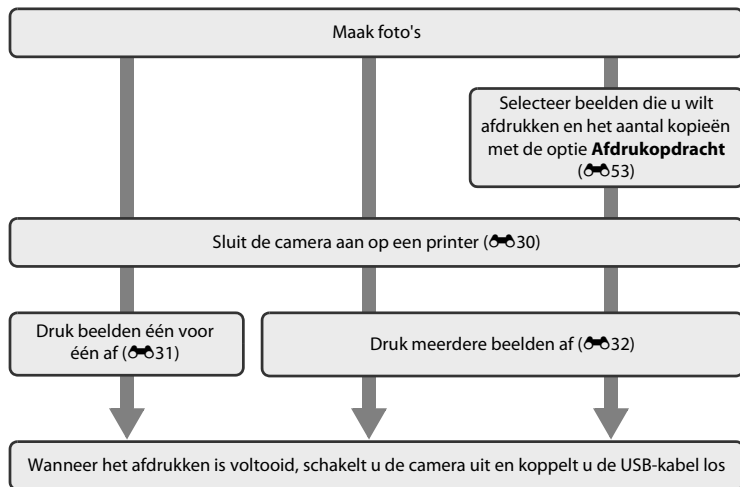 Maak foto's
Selecteer beelden die u wilt
afdrukken en het aantal kopieën
met de optie Afdrukopdracht
(53)
Sluit de camera aan op een printer (30)
Druk beelden één voor
één af (31)
Druk meerdere beelden af (32)
Wanneer het afdrukken is voltooid, schakelt u de camera uit en koppelt u de USB-kabel los